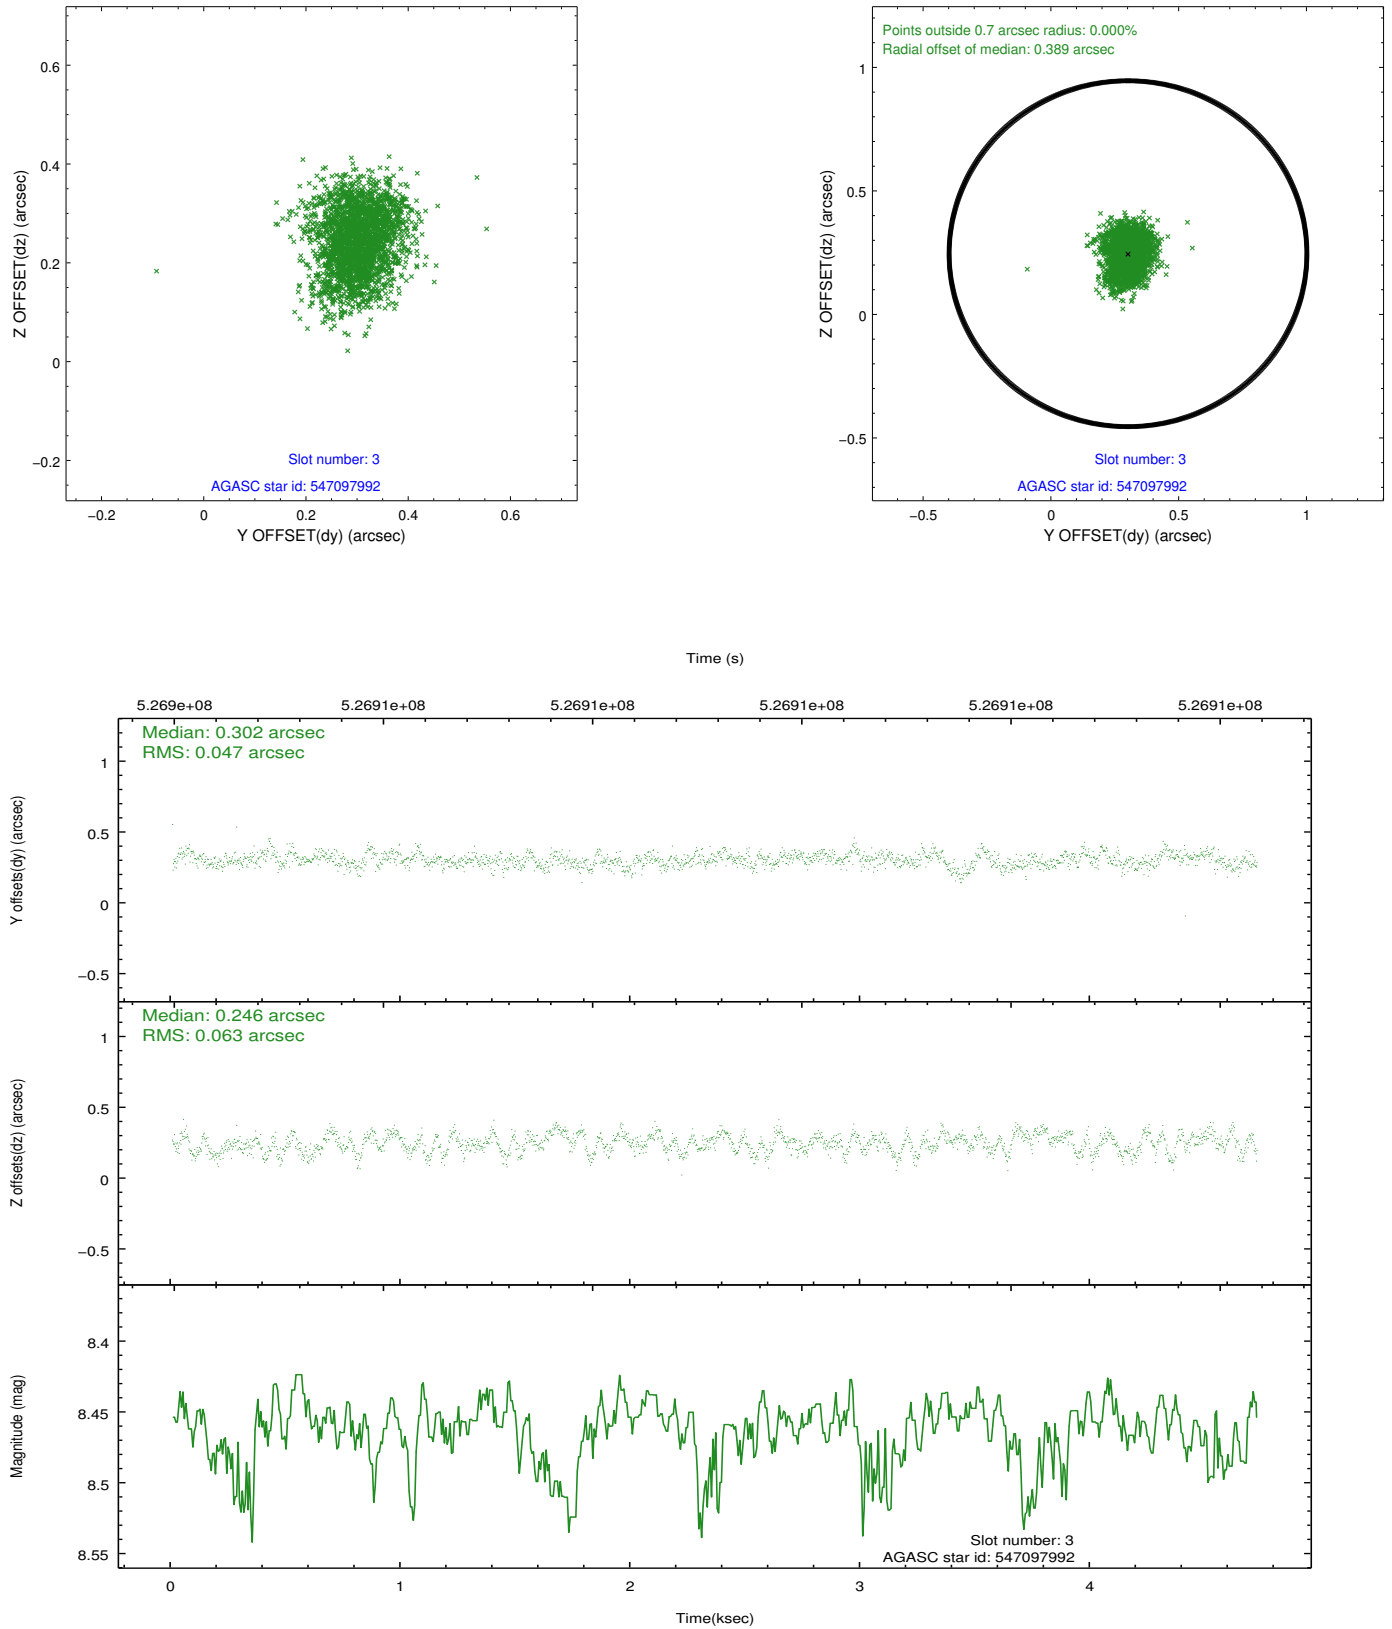 0.6
0.4
0.2
0
−0.2
Z OFFSET(dz) (arcsec)
Slot number: 3
AGASC star id: 547097992
−0.2 0 0.2 0.4 0.6
Y OFFSET(dy) (arcsec)
Points outside 0.7 arcsec radius: 0.000%
Radial offset of median: 0.389 arcsec
1
0.5
0
−0.5
Z OFFSET(dz) (arcsec)
Slot number: 3
AGASC star id: 547097992
−0.5 0 0.5 1
Y OFFSET(dy) (arcsec)
Time (s)
5.269e+08 5.2691e+08 5.2691e+08 5.2691e+08 5.2691e+08 5.2691e+08
Median: 0.302 arcsec
RMS: 0.047 arcsec
1
0.5
0
−0.5
Y offsets(dy) (arcsec)
Median: 0.246 arcsec
RMS: 0.063 arcsec
1
0.5
0
−0.5
Z offsets(dz) (arcsec)
8.4
8.45
8.5
8.55
Magnitude (mag)
Slot number: 3
AGASC star id: 547097992
0 1 2 3 4
Time(ksec)